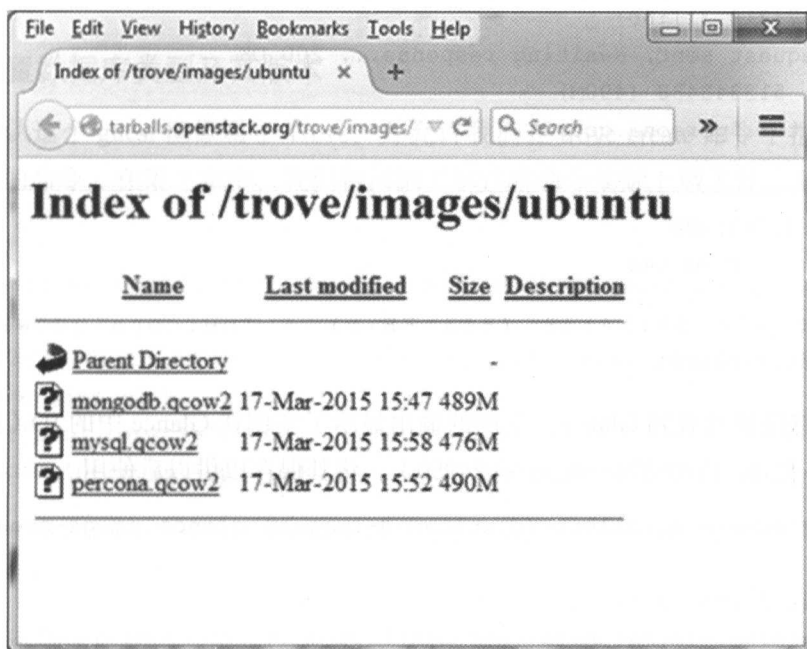 File Edit View History Bookmarks Tools Help
Index of /trove/images/ubuntu × +
tarballs.openstack.org/trove/images/ Search »
Index of /trove/images/ubuntu
Name Last modified Size Description
Parent Directory -
mongodb.qcow2 17-Mar-2015 15:47 489M
mysql.qcow2 17-Mar-2015 15:58 476M
percona.qcow2 17-Mar-2015 15:52 490M